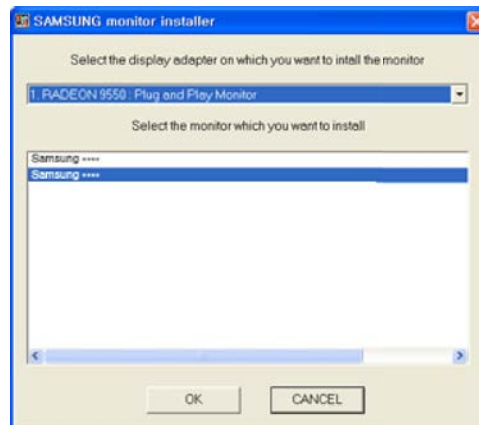 SAMSUNG monitor installer
Select the display adapter on which you want to intall the monitor
1. RADEON 9550 : Plug and Play Monitor
Select the monitor which you want to install
Samsung ****
Samsung ****
OK
CANCEL